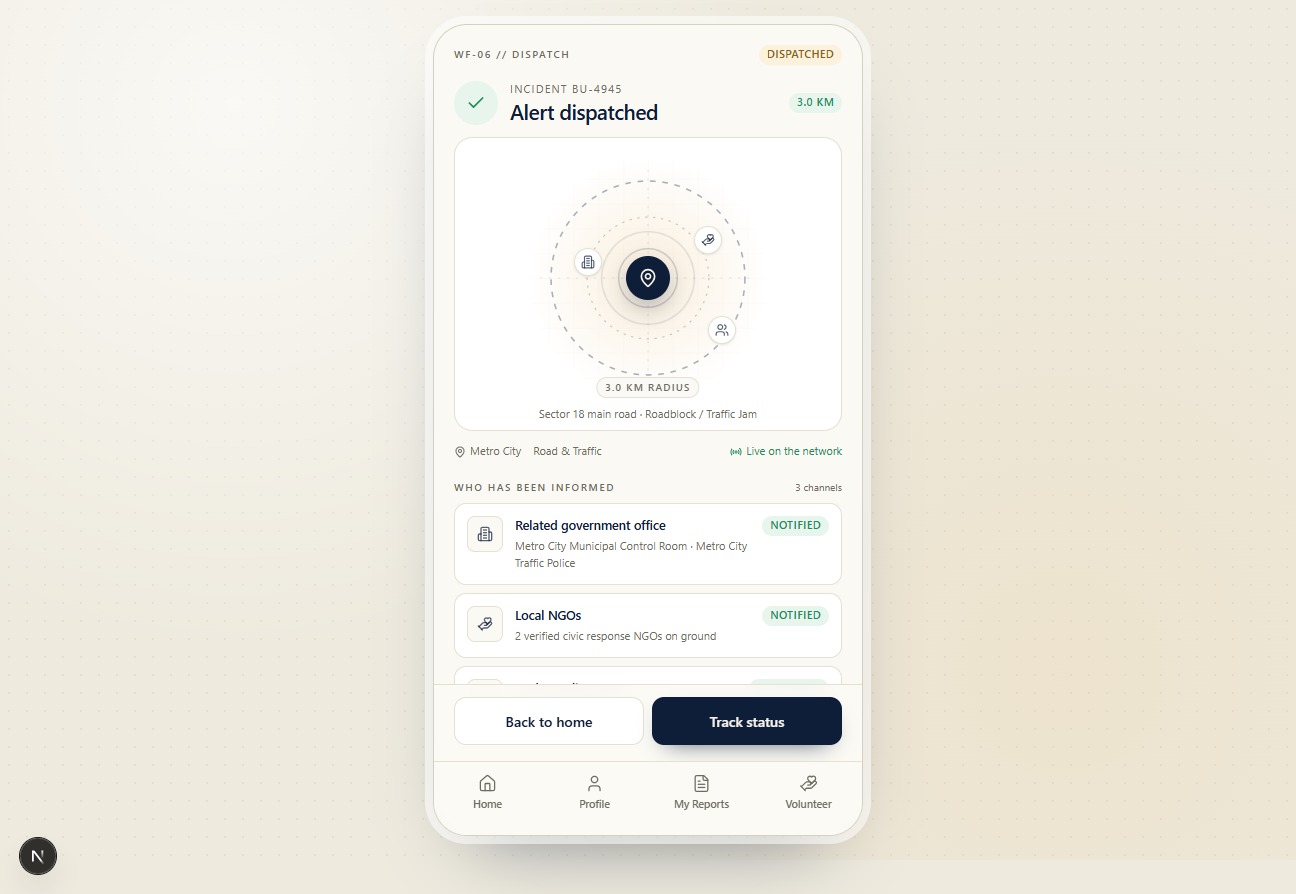 WF-06 // DISPATCH
DISPATCHED
INCIDENT BU-4945
Alert dispatched
3.0 KM
3.0 KM RADIUS
Sector 18 main road · Roadblock / Traffic Jam
Metro City Road & Traffic
Live on the network
WHO HAS BEEN INFORMED
3 channels
Related government office
NOTIFIED
Metro City Municipal Control Room · Metro City
Traffic Police
Local NGOs
NOTIFIED
2 verified civic response NGOs on ground
Back to home
Track status
Home
Profile
My Reports
Volunteer
N